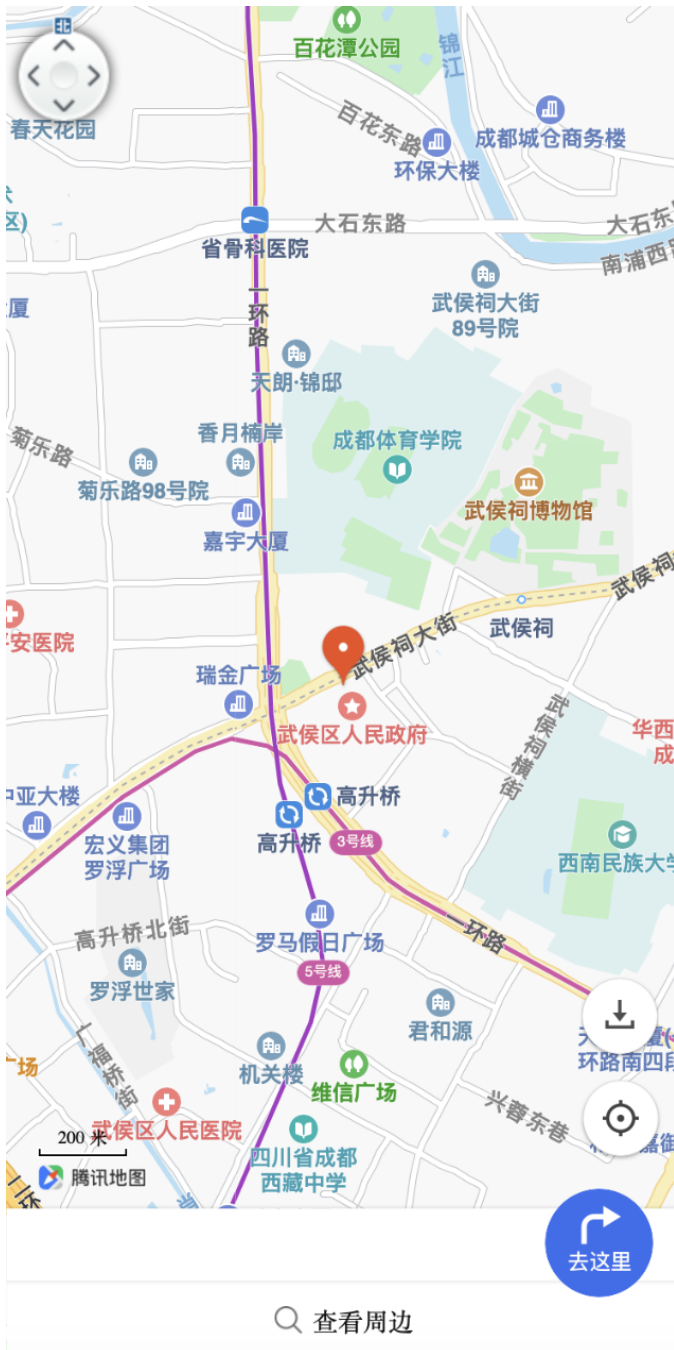 北
百花潭公园
锦江
春天花园
百花东路
成都城仓商务楼
环保大楼
区)
大石东路
省骨科医院
南浦西
厦
一环路
武侯祠大街
89号院
天朗·锦邸
香月楠岸
成都体育学院
菊乐路
菊乐路98号院
武侯祠博物馆
嘉宇大厦
武侯祠
武侯祠
安医院
武侯祠大街
瑞金广场
武侯祠横街
华西
成
武侯区人民政府
中亚大楼
高升桥
宏义集团
罗浮广场
高升桥
3号线
西南民族大学
高升桥北街
罗马假日广场
一环路
罗浮世家
5号线
君和源
广福桥街
广场
机关楼
维信广场
环路南四段
武侯区人民医院
兴蓉东巷
200 米
四川省成都
西藏中学
嘉御
腾讯地图
二环
去这里
查看周边